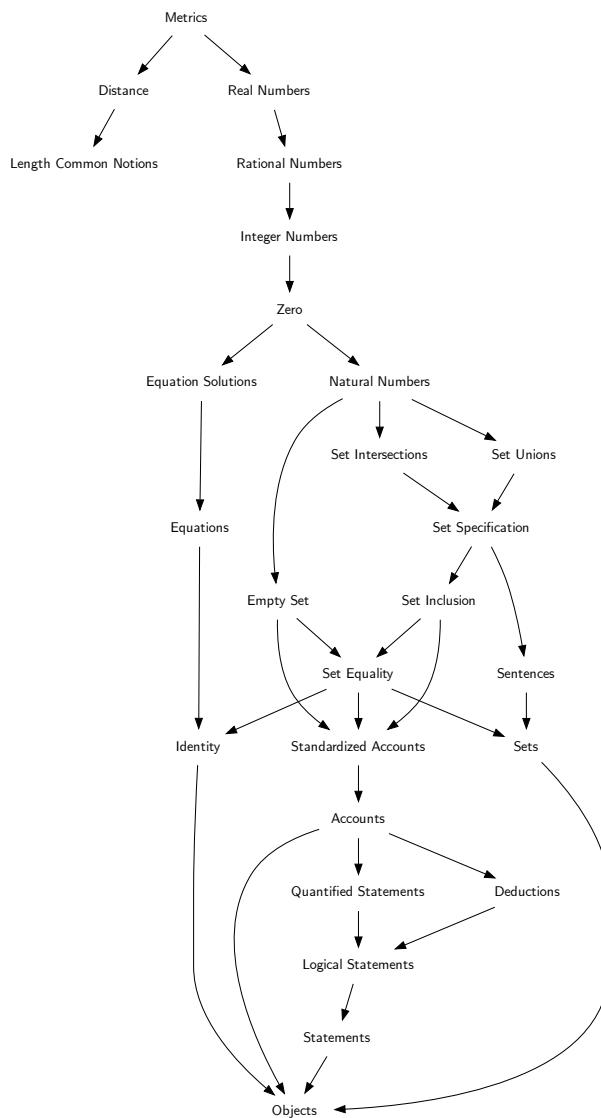 Metrics
Distance
Real Numbers
Length Common Notions
Rational Numbers
Integer Numbers
Zero
Equation Solutions
Natural Numbers
Set Intersections
Set Unions
Equations
Set Specification
Empty Set
Set Inclusion
Set Equality
Sentences
Identity
Standardized Accounts
Sets
Accounts
Quantified Statements
Deductions
Logical Statements
Statements
Objects